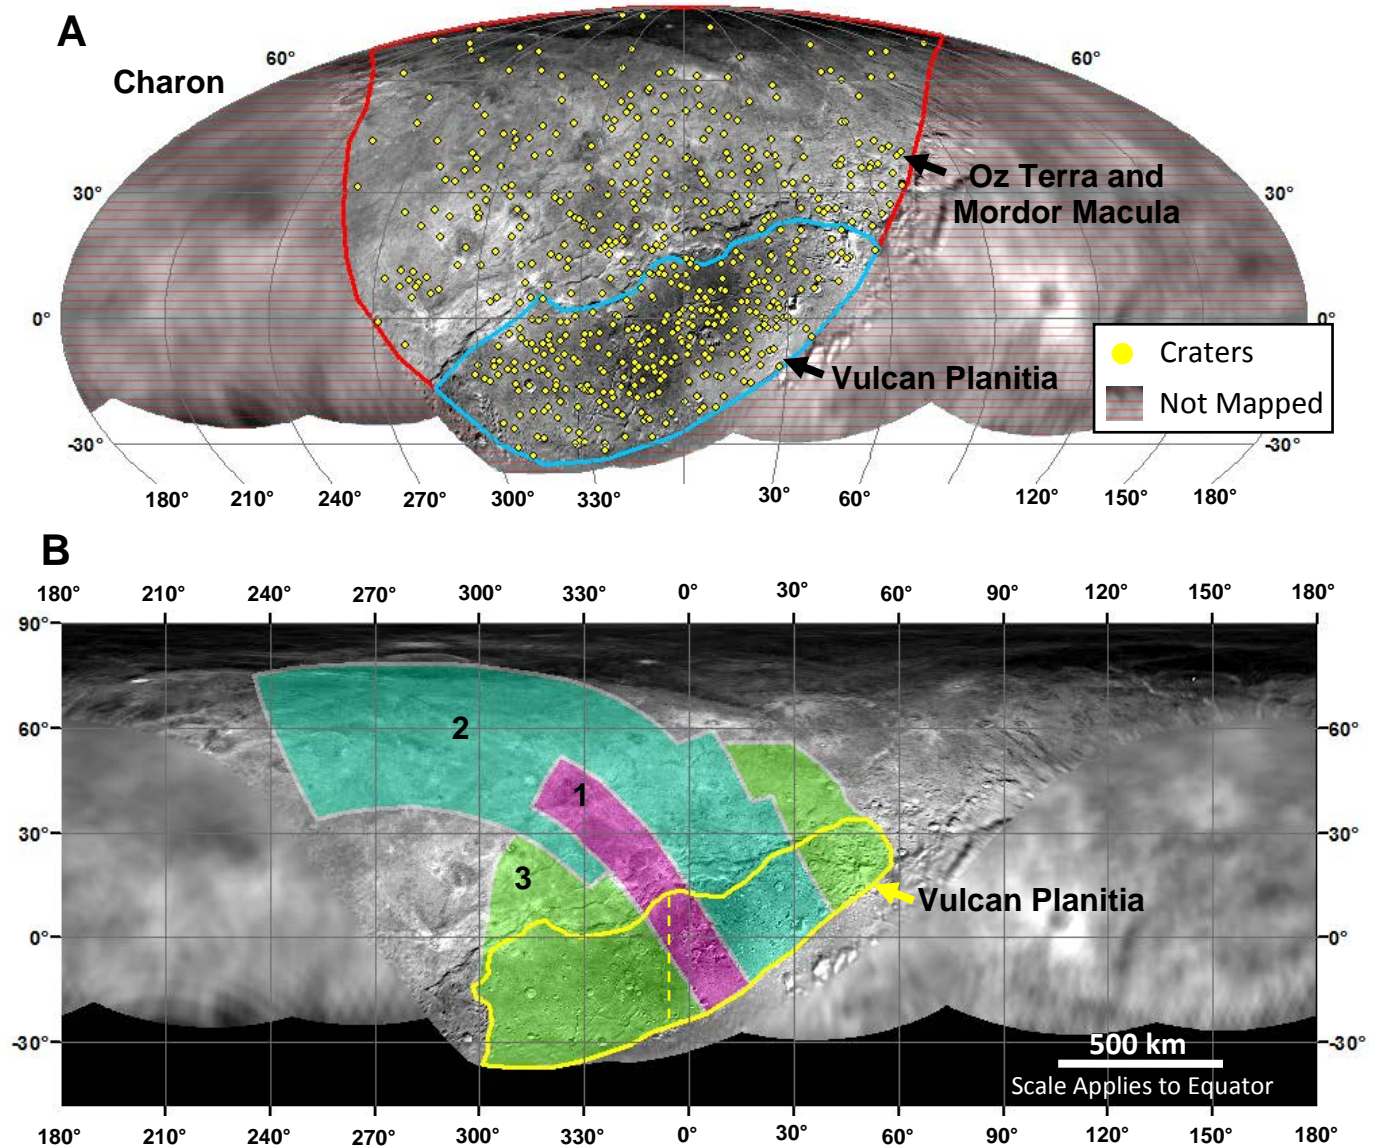 A
Charon
60°
60°
30°
30°
Oz Terra and
Mordor Macula
0°
0°
Craters
Vulcan Planitia
Not Mapped
-30°
-30°
180° 210° 240° 270° 300° 330° 30° 60° 120° 150° 180°
B
180° 210° 240° 270° 300° 330° 0° 30° 60° 90° 120° 150° 180°
90°
60°
2
60°
1
30°
30°
3
Vulcan Planitia
0°
0°
-30°
-30°
500 km
Scale Applies to Equator
180° 210° 240° 270° 300° 330° 0° 30° 60° 90° 120° 150° 180°